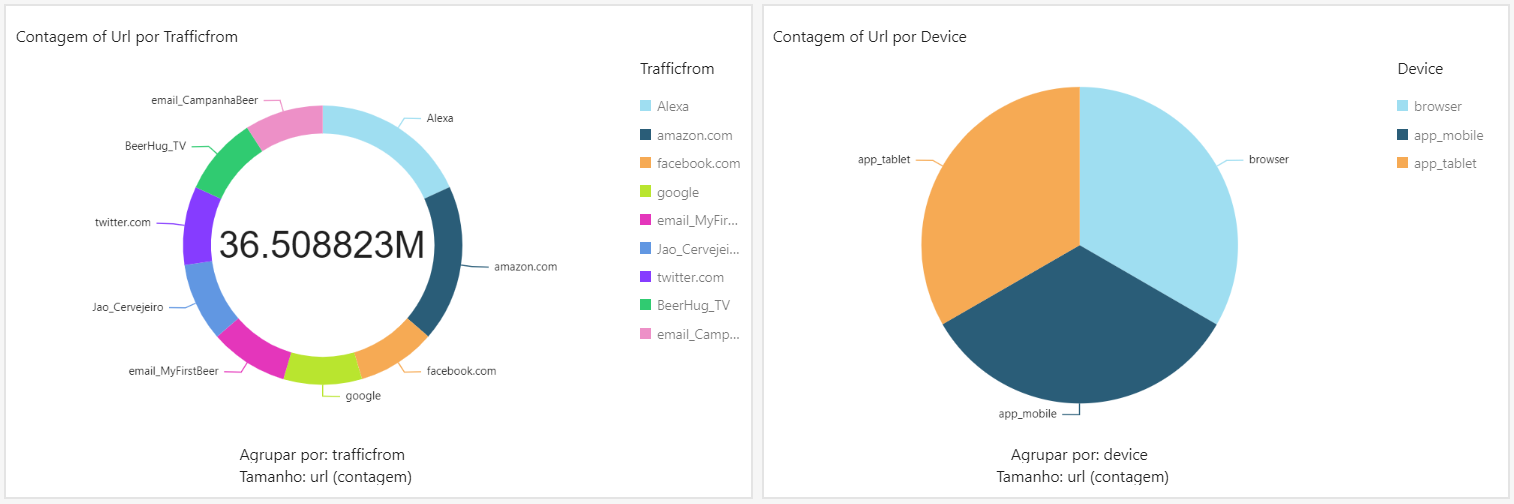 Contagem of Url por Trafficfrom
Trafficfrom
Alexa
amazon.com
facebook.com
google
email_MyFir...
Jao_Cervejei...
twitter.com
BeerHug_TV
email_Camp...
email_CampanhaBeer
Alexa
BeerHug_TV
twitter.com
36.508823M
amazon.com
Jao_Cervejeiro
email_MyFirstBeer
facebook.com
google
Agrupar por: trafficfrom
Tamanho: url (contagem)
Contagem of Url por Device
Device
browser
app_mobile
app_tablet
app_tablet
browser
app_mobile
Agrupar por: device
Tamanho: url (contagem)